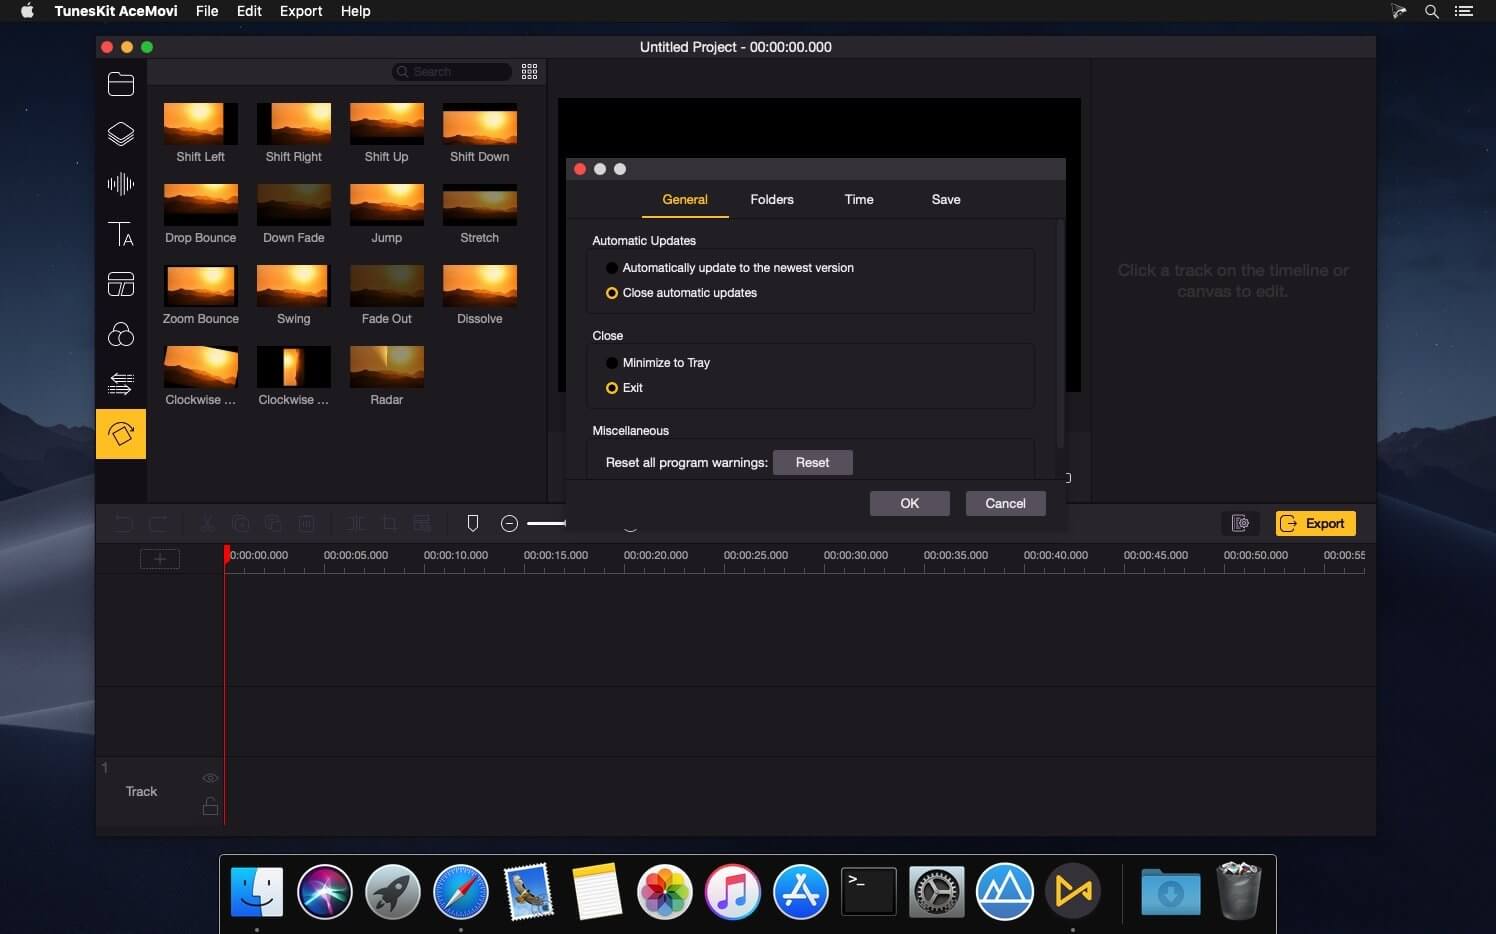 TunesKit AceMovi File Edit Export Help
Untitled Project - 00:00:00.000
Search
Shift Left Shift Right Shift Up Shift Down
Drop Bounce Down Fade Jump Stretch
Zoom Bounce Swing Fade Out Dissolve
Clockwise ... Clockwise ... Radar
General Folders Time Save
Automatic Updates
Automatically update to the newest version
Close automatic updates
Close
Minimize to Tray
Exit
Miscellaneous
Reset all program warnings: Reset
OK Cancel
Click a track on the timeline or
canvas to edit.
Export
0:00:00.000 00:00:05.000 00:00:10.000 00:00:15.000 00:00:20.000 00:00:25.000 00:00:30.000 00:00:35.000 00:00:40.000 00:00:45.000 00:00:50.000 00:00:55
1
Track
>_